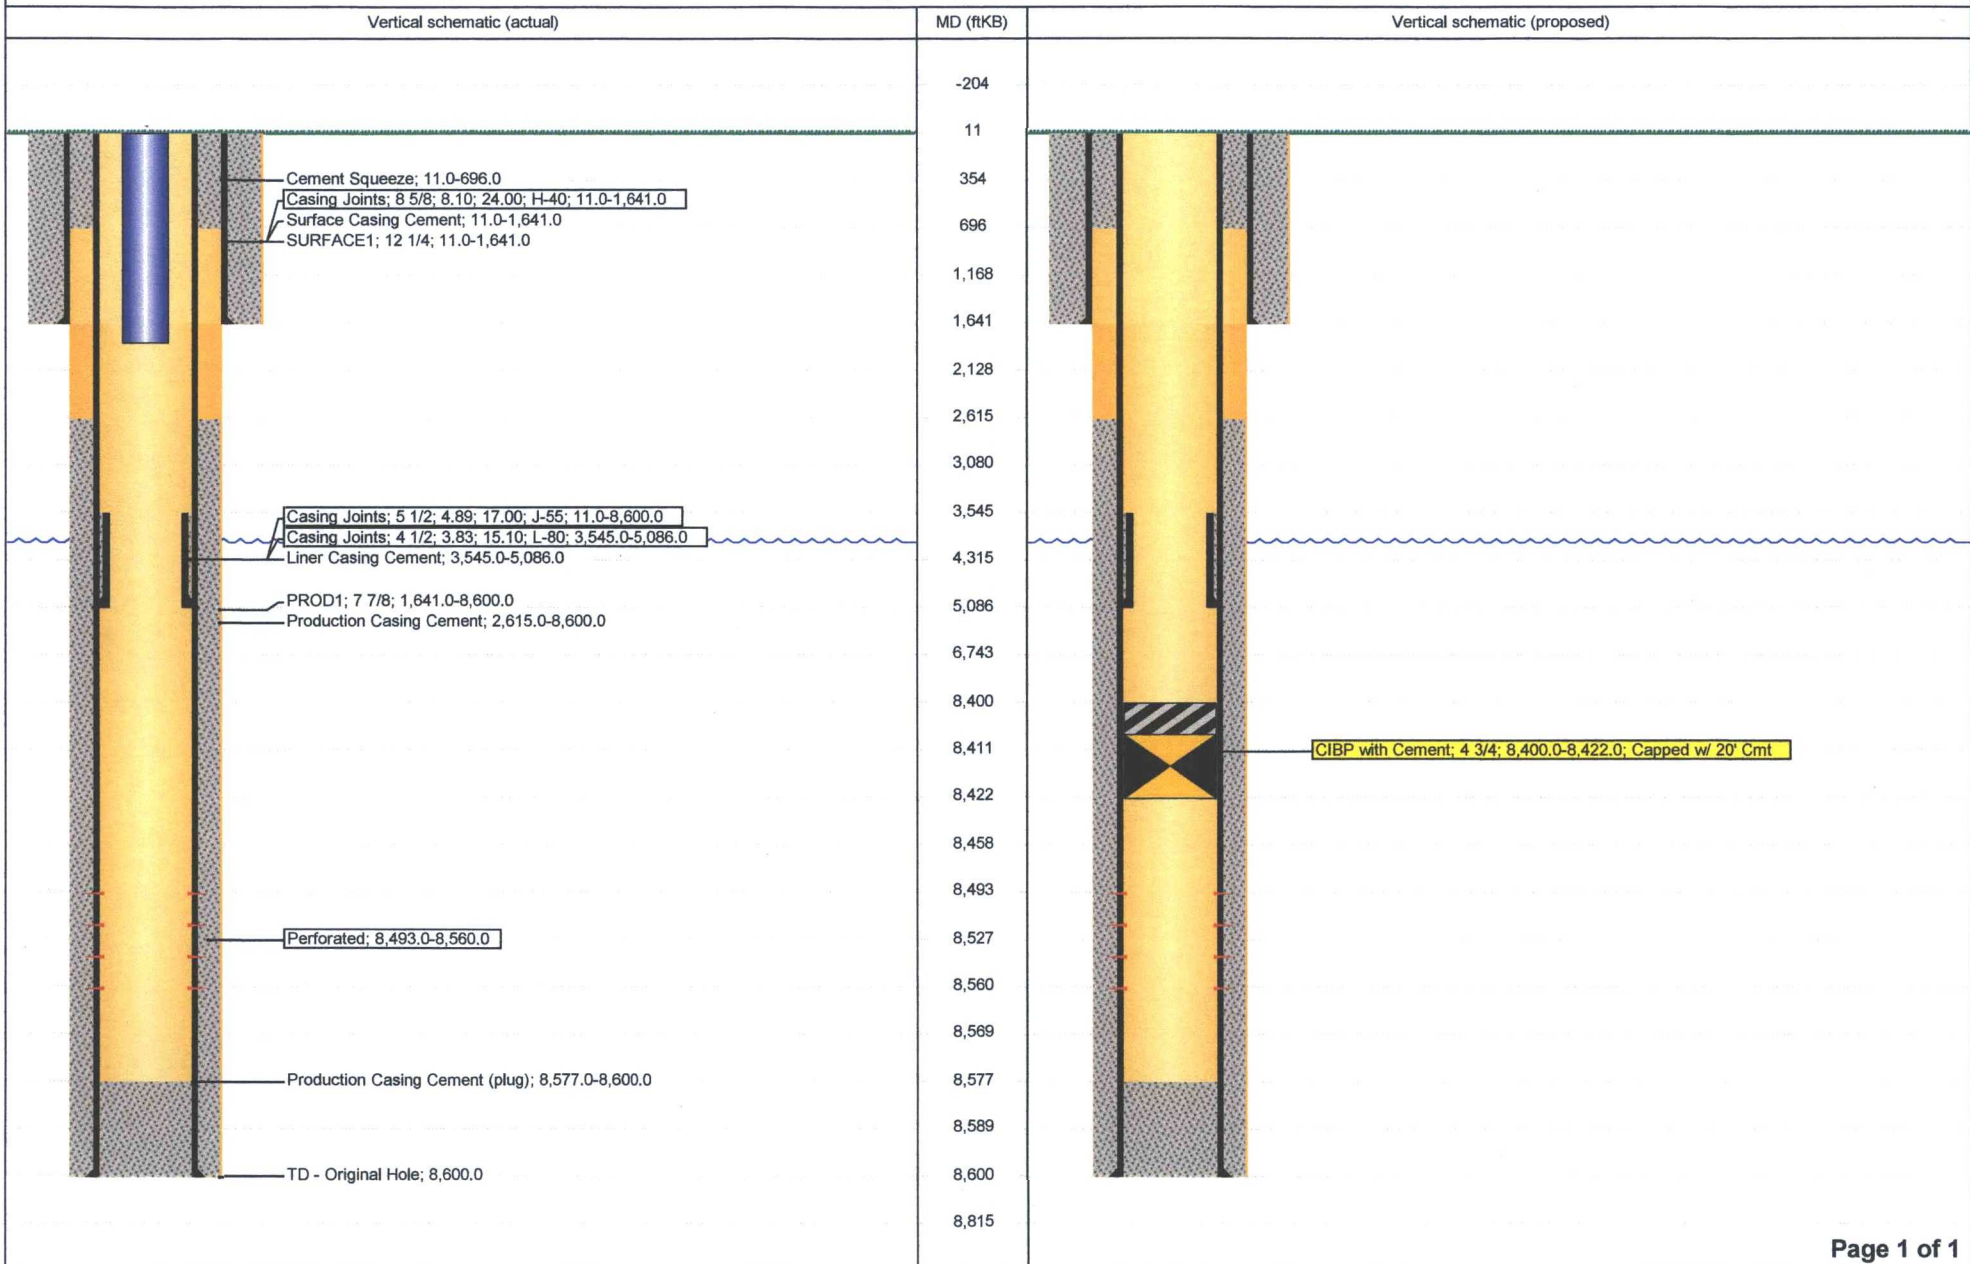 Vertical schematic (actual)
MD (ftKB)
Vertical schematic (proposed)
-204
11
354
696
1,168
1,641
2,128
2,615
3,080
3,545
4,315
5,086
6,743
8,400
8,411
8,422
8,458
8,493
8,527
8,560
8,569
8,577
8,589
8,600
8,815
Cement Squeeze; 11.0-696.0
Casing Joints; 8 5/8; 8.10; 24.00; H-40; 11.0-1,641.0
Surface Casing Cement; 11.0-1,641.0
SURFACE1; 12 1/4; 11.0-1,641.0
Casing Joints; 5 1/2; 4.89; 17.00; J-55; 11.0-8,600.0
Casing Joints; 4 1/2; 3.83; 15.10; L-80; 3,545.0-5,086.0
Liner Casing Cement; 3,545.0-5,086.0
PROD1; 7 7/8; 1,641.0-8,600.0
Production Casing Cement; 2,615.0-8,600.0
Perforated; 8,493.0-8,560.0
Production Casing Cement (plug); 8,577.0-8,600.0
TD - Original Hole; 8,600.0
CIBP with Cement; 4 3/4; 8,400.0-8,422.0; Capped w/ 20' Cmt
Page 1 of 1